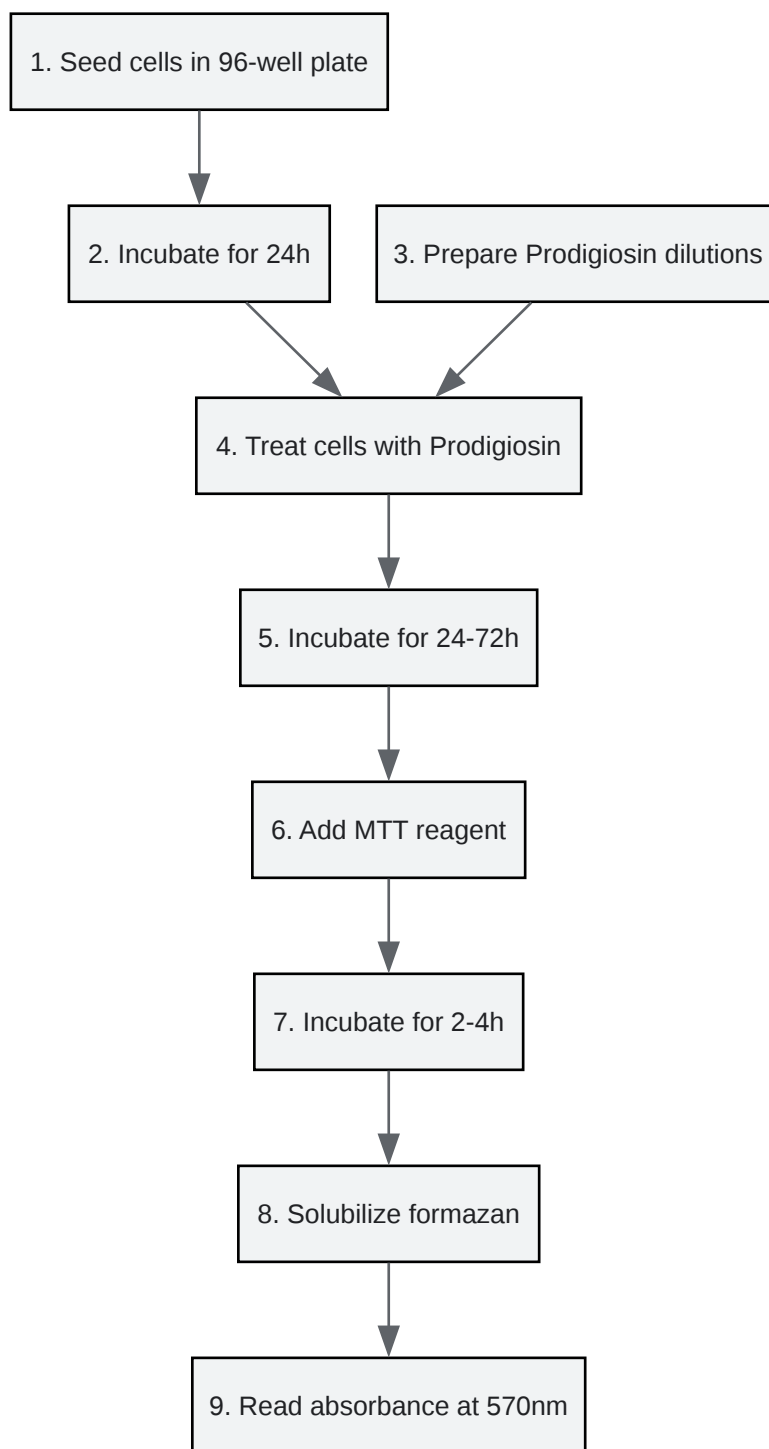 1. Seed cells in 96-well plate
2. Incubate for 24h
3. Prepare Prodigiosin dilutions
4. Treat cells with Prodigiosin
5. Incubate for 24-72h
6. Add MTT reagent
7. Incubate for 2-4h
8. Solubilize formazan
9. Read absorbance at 570nm